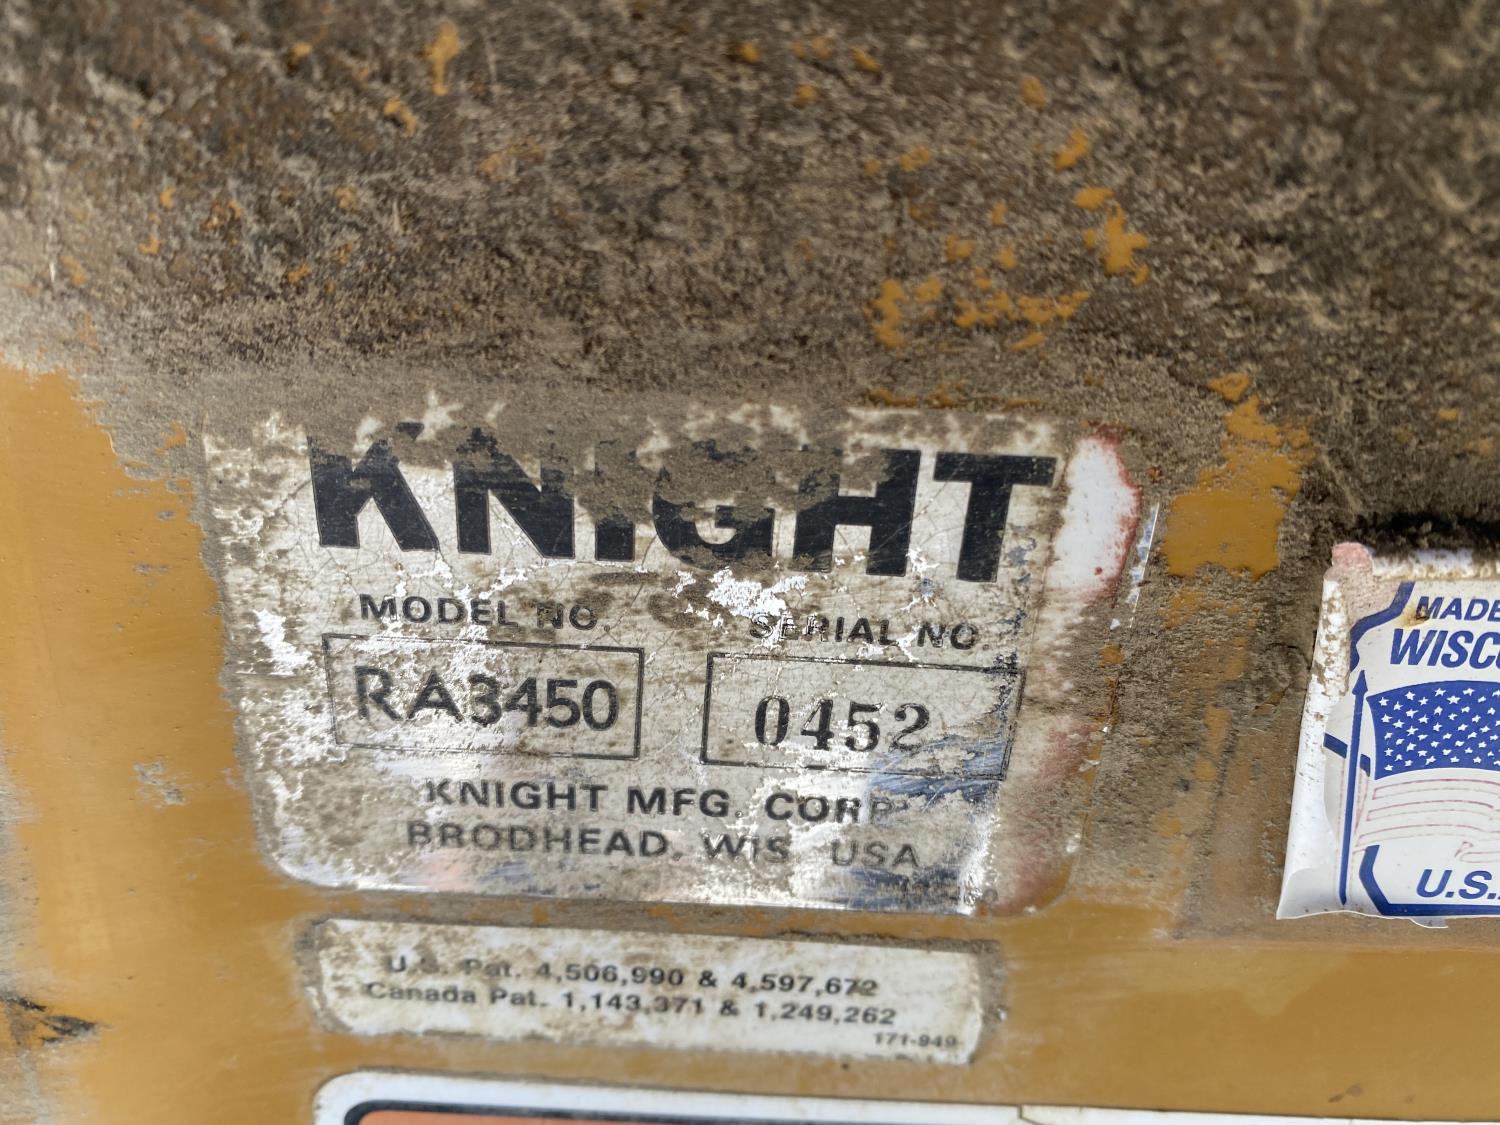 KNIGHT
MODEL NO. SERIAL NO.
RA3450 0452
KNIGHT MFG. CORP
BRODHEAD, WIS USA
U.S. Pat. 4,506,990 & 4,597,672
Canada Pat. 1,143,371 & 1,249,262
171-949
MADE
WISCO
U.S.